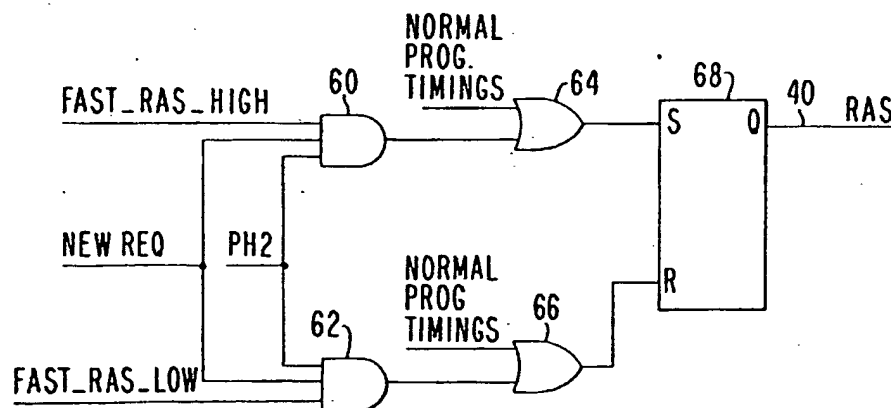 NORMAL
PROG.
TIMINGS
60
64
68
FAST_RAS_HIGH
S
Q
40
RAS
NEW REQ
PH2
NORMAL
PROG
TIMINGS
R
62
66
FAST_RAS_LOW